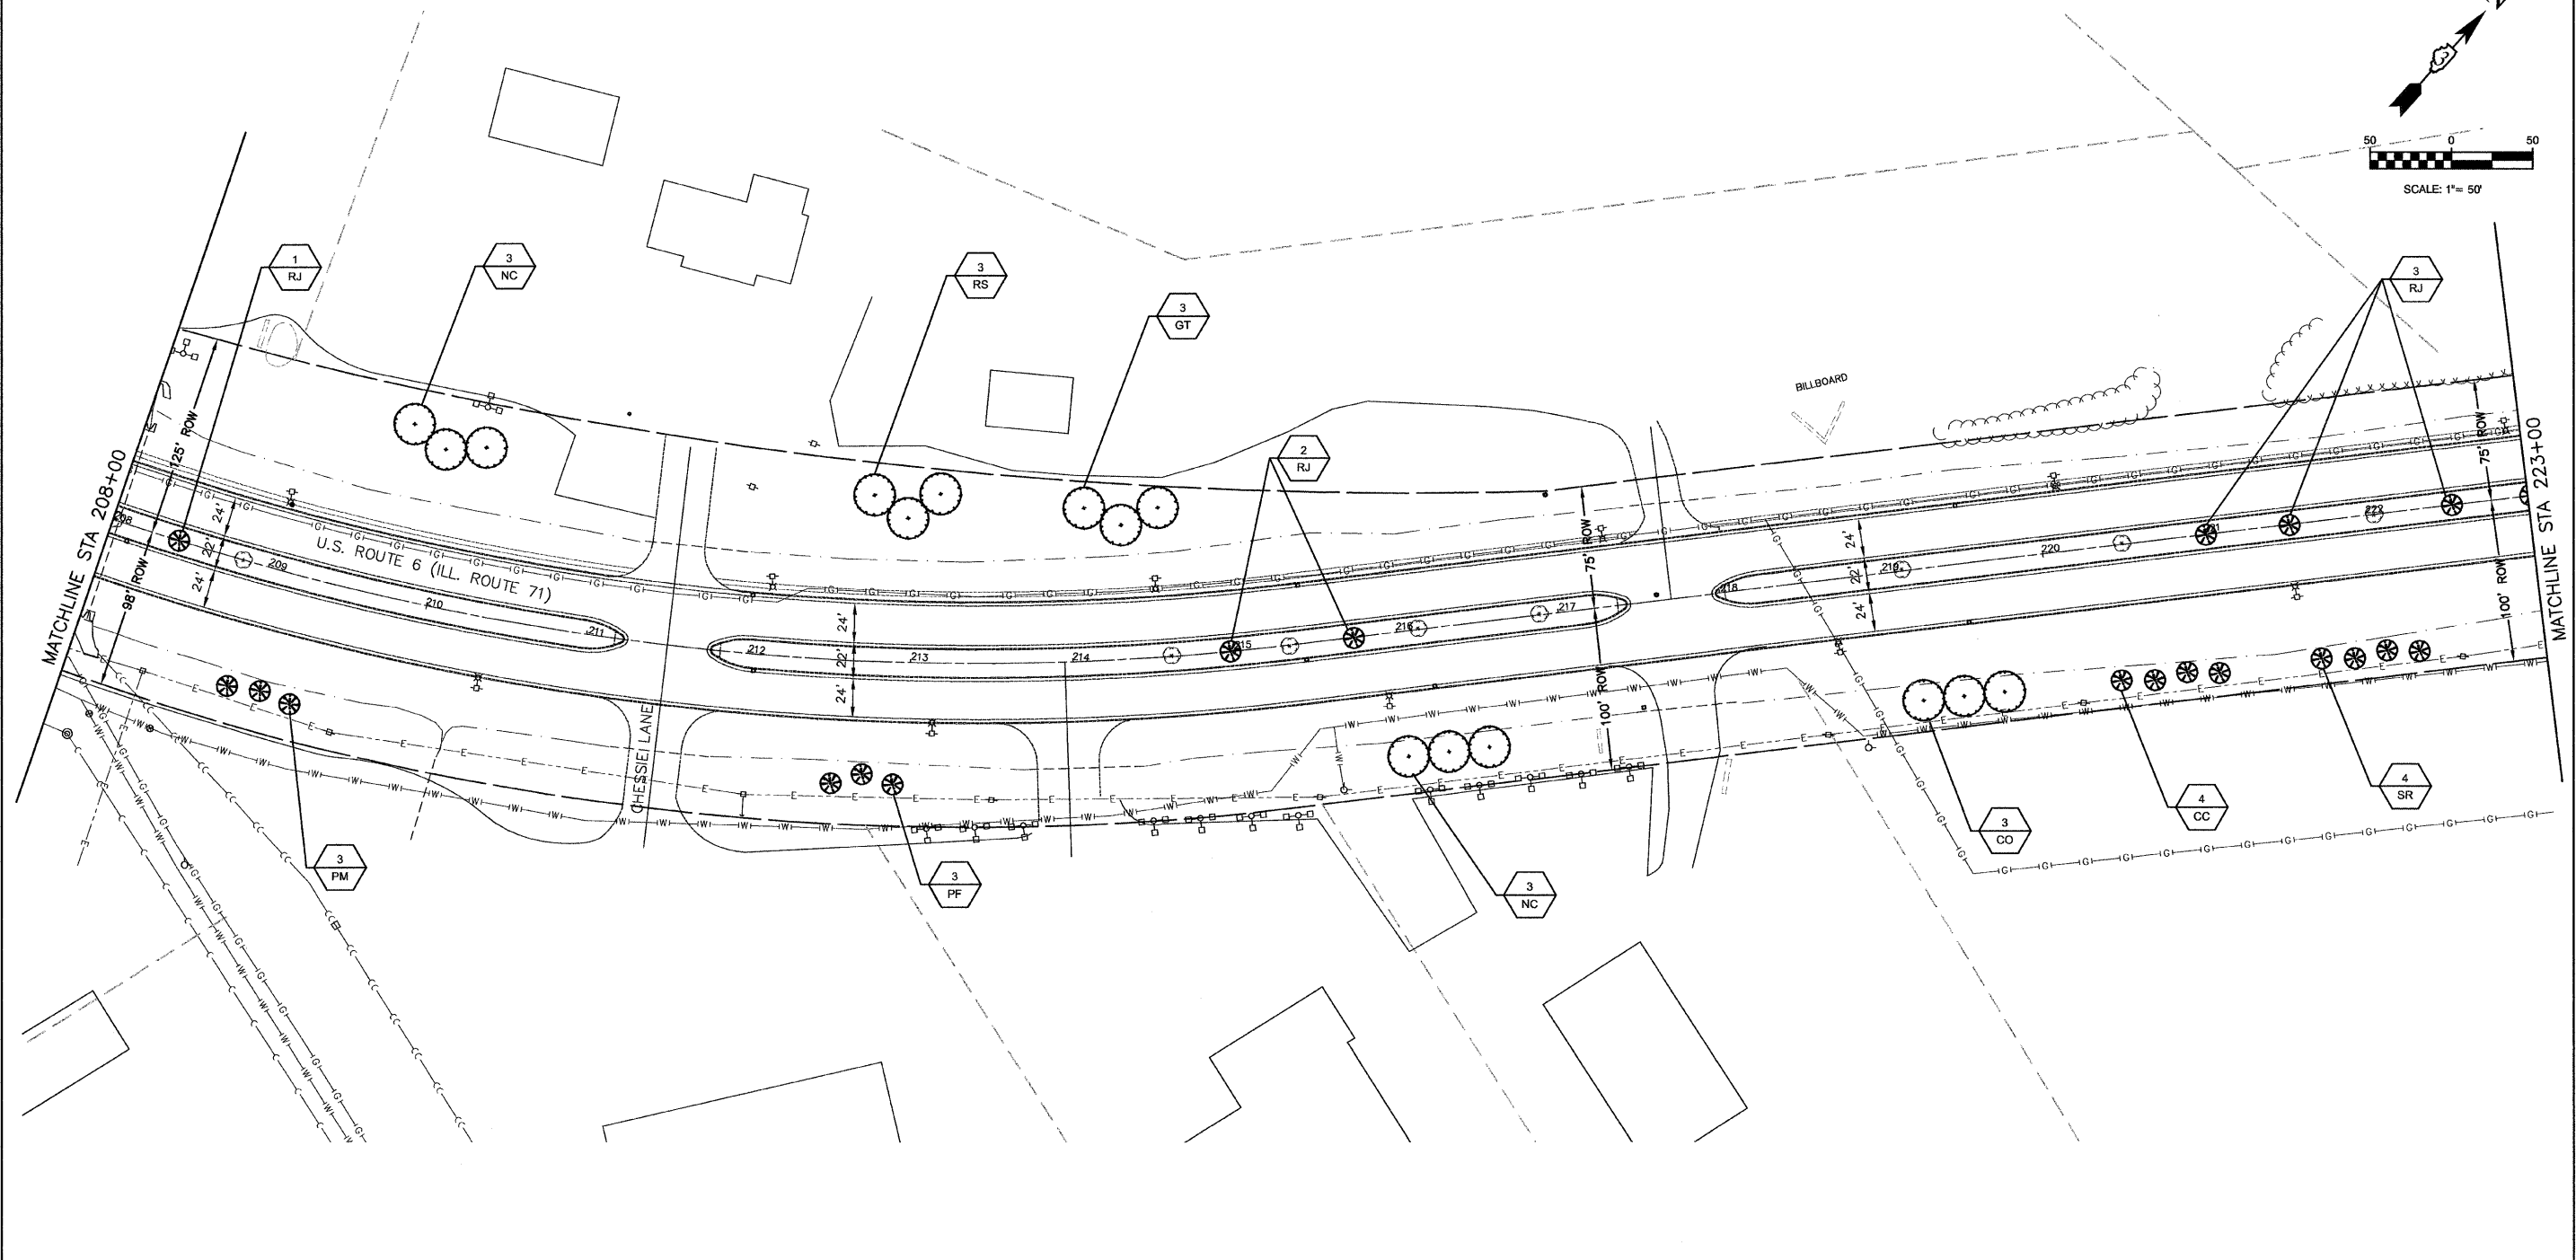 50 0 50
SCALE: 1"= 50'
1
RJ
3
NC
3
RS
3
GT
3
RJ
2
RJ
BILLBOARD
MATCHLINE STA 208+00
MATCHLINE STA 223+00
125' ROW
98' ROW
24'
22'
24'
U.S. ROUTE 6 (ILL. ROUTE 71)
208
209
210
211
212
213
214
215
216
217
218
219
220
221
222
24'
22'
24'
75' ROW
100' ROW
24'
22'
24'
75' ROW
100' ROW
CHESSIE LANE
3
PM
3
PF
3
NC
3
CO
4
CC
4
SR